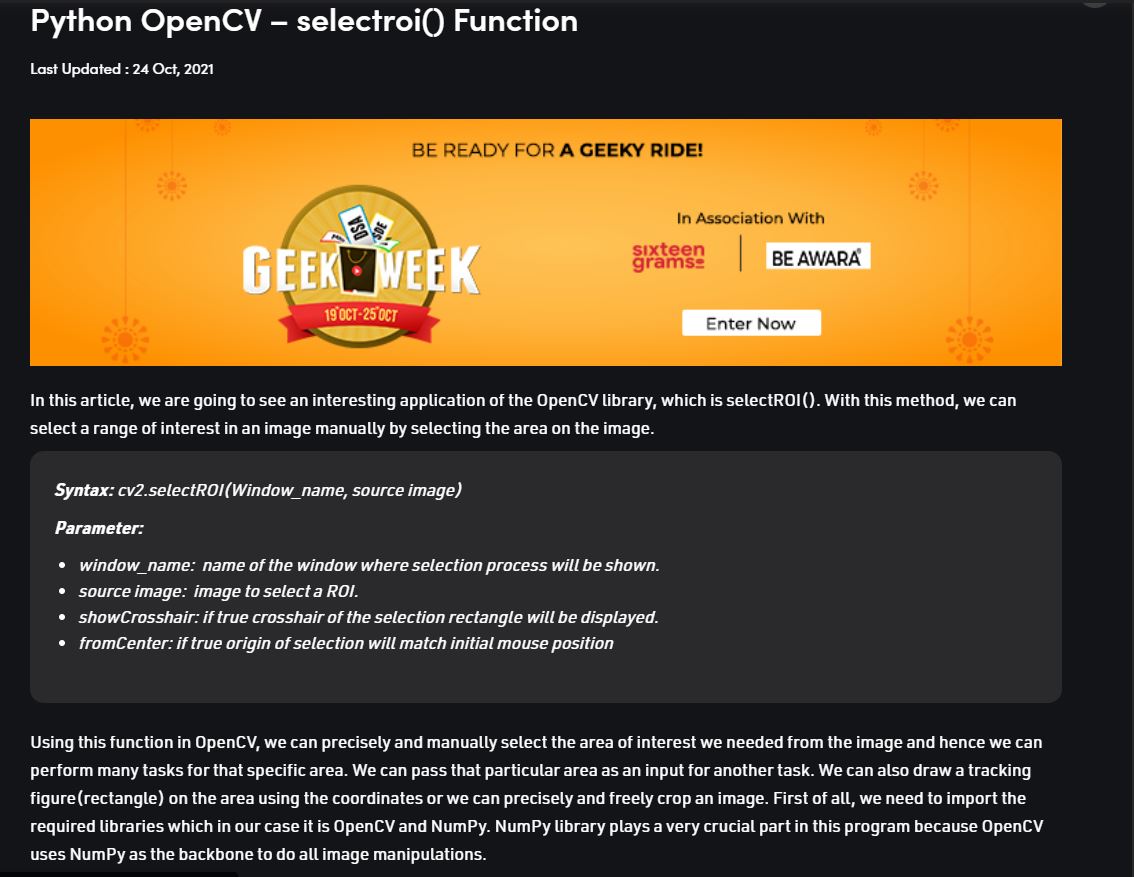 Python OpenCV – selectroi() Function
Last Updated : 24 Oct, 2021
BE READY FOR A GEEKY RIDE!
DSA
SDE
GEEK WEEK
19th OCT-25th OCT
In Association With
sixteen
grams
BE AWARA
Enter Now
In this article, we are going to see an interesting application of the OpenCV library, which is selectROI(). With this method, we can
select a range of interest in an image manually by selecting the area on the image.
Syntax: cv2.selectROI(Window_name, source image)
Parameter:
• window_name:  name of the window where selection process will be shown.
• source image:  image to select a ROI.
• showCrosshair: if true crosshair of the selection rectangle will be displayed.
• fromCenter: if true origin of selection will match initial mouse position
Using this function in OpenCV, we can precisely and manually select the area of interest we needed from the image and hence we can
perform many tasks for that specific area. We can pass that particular area as an input for another task. We can also draw a tracking
figure(rectangle) on the area using the coordinates or we can precisely and freely crop an image. First of all, we need to import the
required libraries which in our case it is OpenCV and NumPy. NumPy library plays a very crucial part in this program because OpenCV
uses NumPy as the backbone to do all image manipulations.